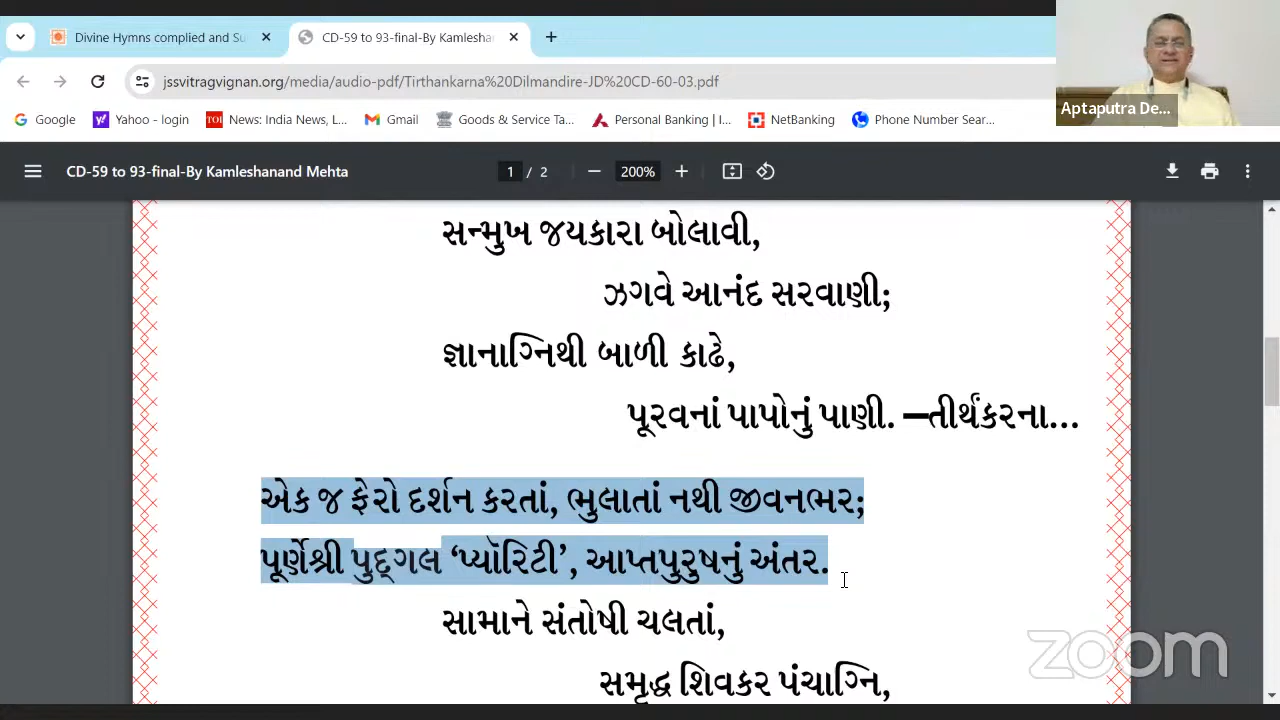 Divine Hymns complied and Su
CD-59 to 93-final-By Kamlesha
jssvitragvignan.org/media/audio-pdf/Tirthankarna%20Dilmandire-JD%20CD-60-03.pdf
Google
Yahoo - login
TOI
News: India News, L...
Gmail
Goods & Service Ta...
Personal Banking | I...
NetBanking
Phone Number Sear...
Aptaputra De...
CD-59 to 93-final-By Kamleshanand Mehta
1 / 2
200%
સન્મુખ જયકારા બોલાવી,
ઝગવે આનંદ સરવાણી;
જ્ઞાનાગ્નિથી બાળી કાઢે,
પૂરવનાં પાપોનું પાણી. –તીર્થંકરના...
એક જ ફેરો દર્શન કરતાં, ભુલાતાં નથી જીવનભર;
પૂર્ણેશ્રી પુદ્ગલ ‘પ્યૉરિટી’, આપ્તપુરુષનું અંતર.
સામાને સંતોષી ચલતાં,
સમૃદ્ધ શિવકર પંચાગ્નિ,
zoom